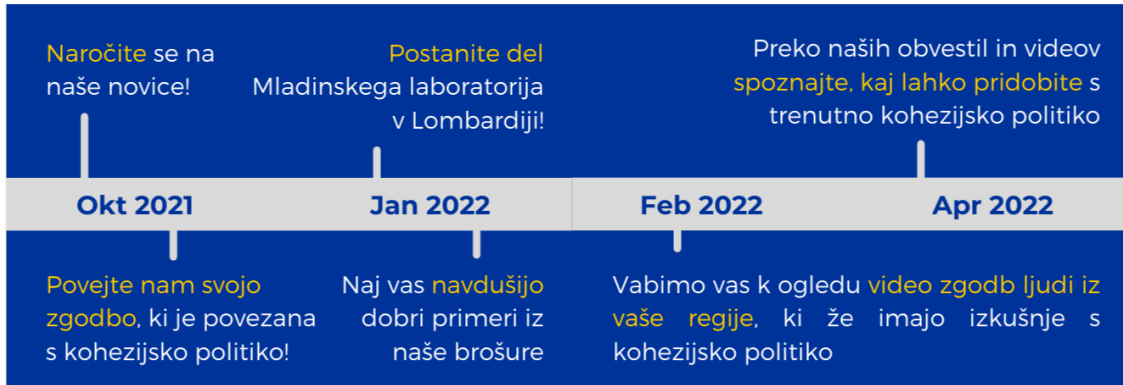 Naročite se na
naše novice!
Postanite del
Mladinskega laboratorija
v Lombardiji!
Preko naših obvestil in videov
spoznajte, kaj lahko pridobite s
trenutno kohezijsko politiko
Okt 2021
Jan 2022
Feb 2022
Apr 2022
Povejte nam svojo
zgodbo, ki je povezana
s kohezijsko politiko!
Naj vas navdušijo
dobri primeri iz
naše brošure
Vabimo vas k ogledu video zgodb ljudi iz
vaše regije, ki že imajo izkušnje s
kohezijsko politiko